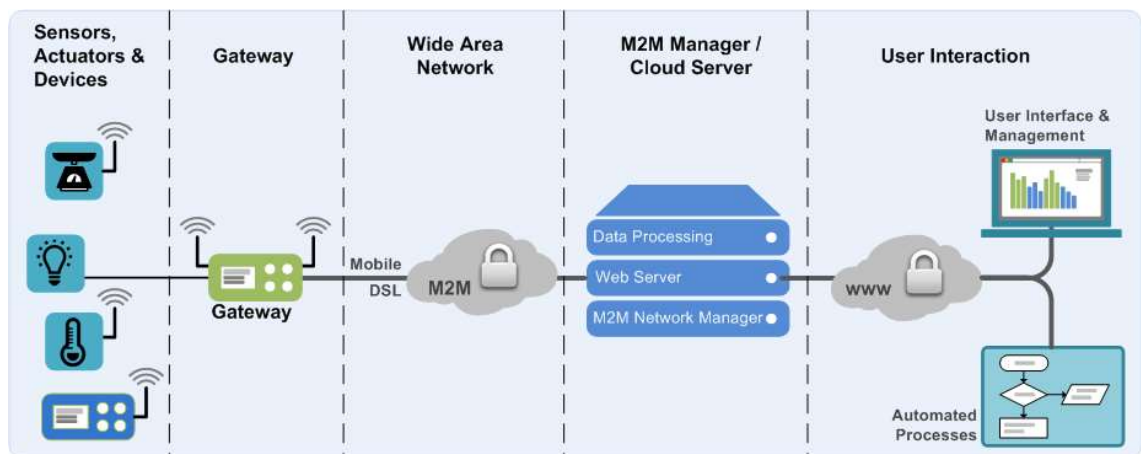 Sensors,
Actuators &
Devices
Gateway
Wide Area
Network
M2M Manager /
Cloud Server
User Interaction
User Interface &
Management
Data Processing
Web Server
M2M Network Manager
Mobile
DSL
M2M
Gateway
www
Automated
Processes